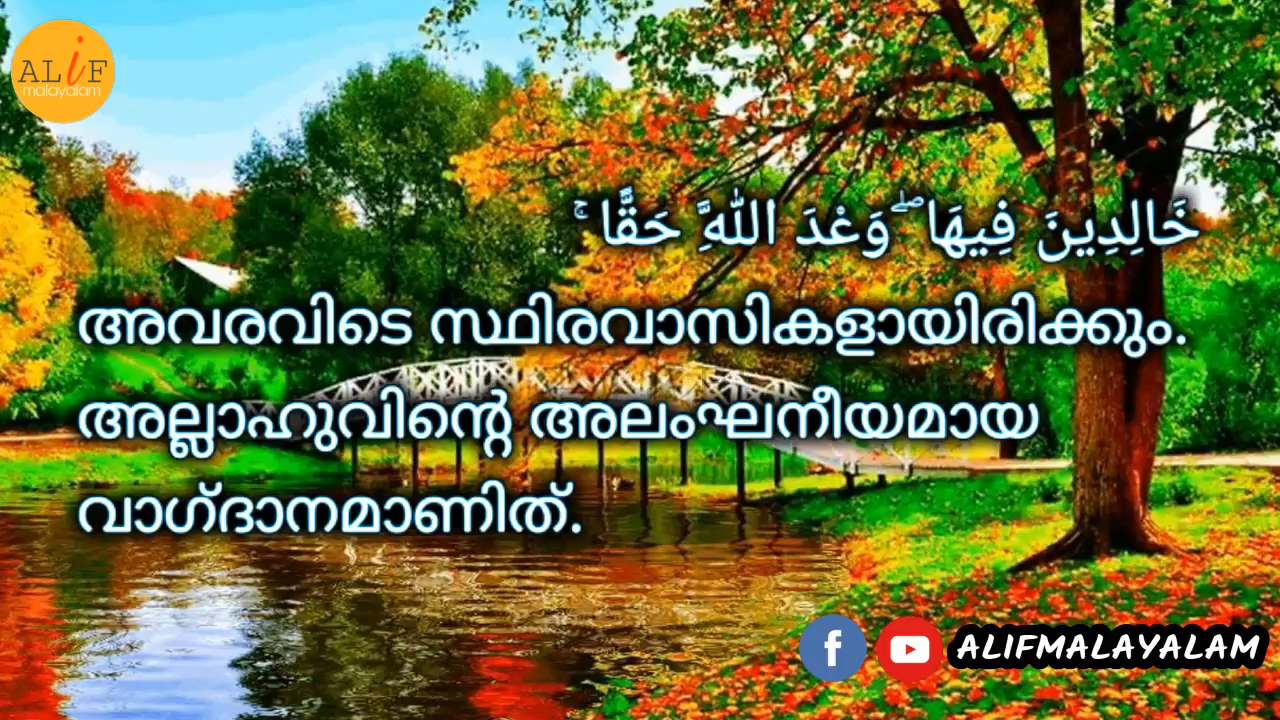 ALiF
malayalam
خَالِدِينَ فِيهَا ۖ وَعْدَ اللَّهِ حَقًّا ۚ
അവരവിടെ സ്ഥിരവാസികളായിരിക്കും.
അല്ലാഹുവിന്റെ അലംഘനീയമായ
വാഗ്ദാനമാണിത്.
f
ALIFMALAYALAM